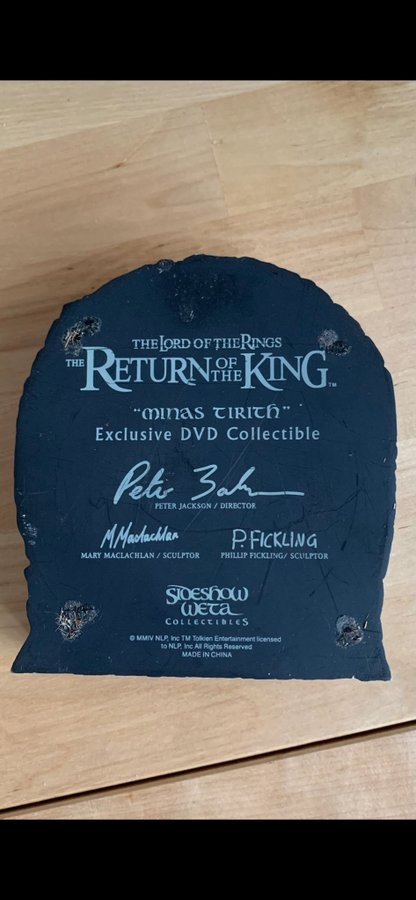 THE LORD OF THE RINGS
THE RETURN OF THE KING™
"MINAS TIRITH"
Exclusive DVD Collectible
Peter Jackson
PETER JACKSON / DIRECTOR
M Maclachlan P. FICKLING
MARY MACLACHLAN / SCULPTOR PHILLIP FICKLING/ SCULPTOR
SIDESHOW
WETA
COLLECTIBLES
© MMIV NLP, Inc TM Tolkien Entertainment licensed
to NLP, Inc All Rights Reserved
MADE IN CHINA